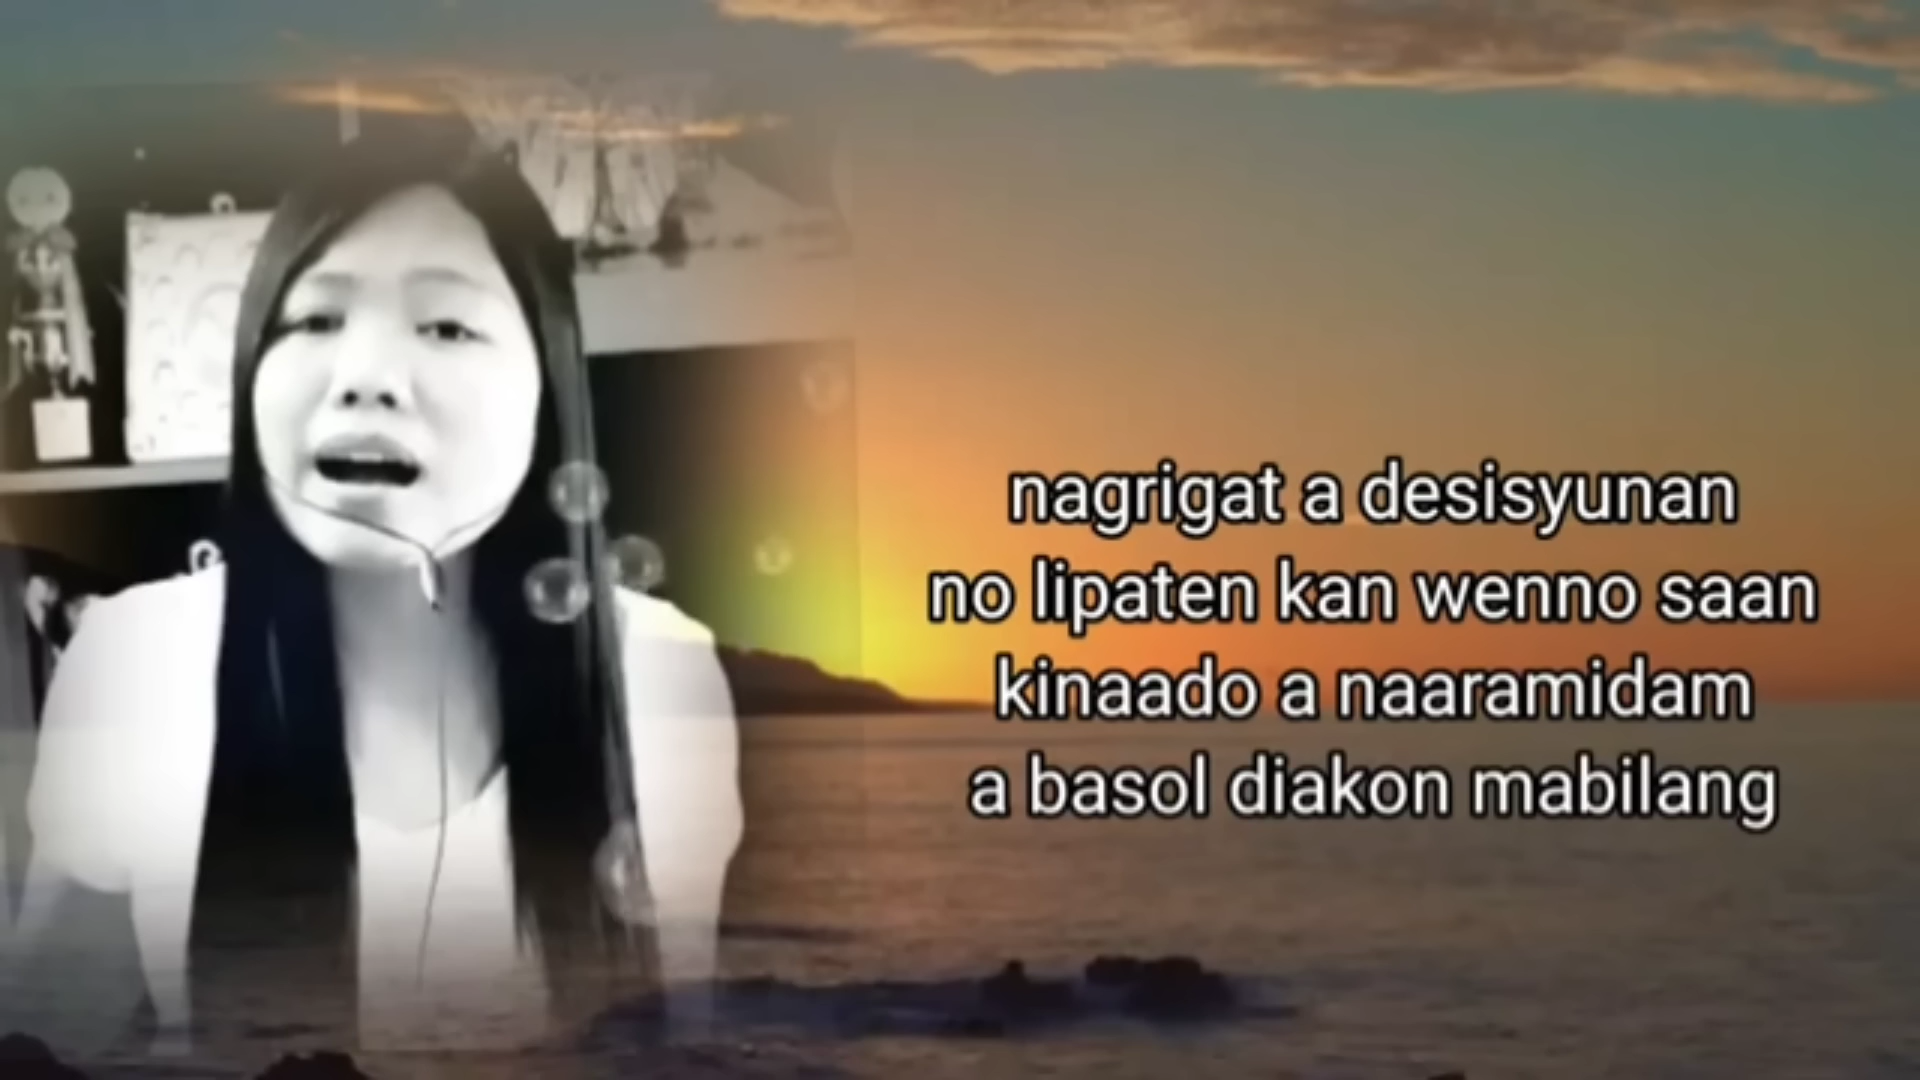 nagrigat a desisyunan
no lipaten kan wenno saan
kinaado a naaramidam
a basol diakon mabilang